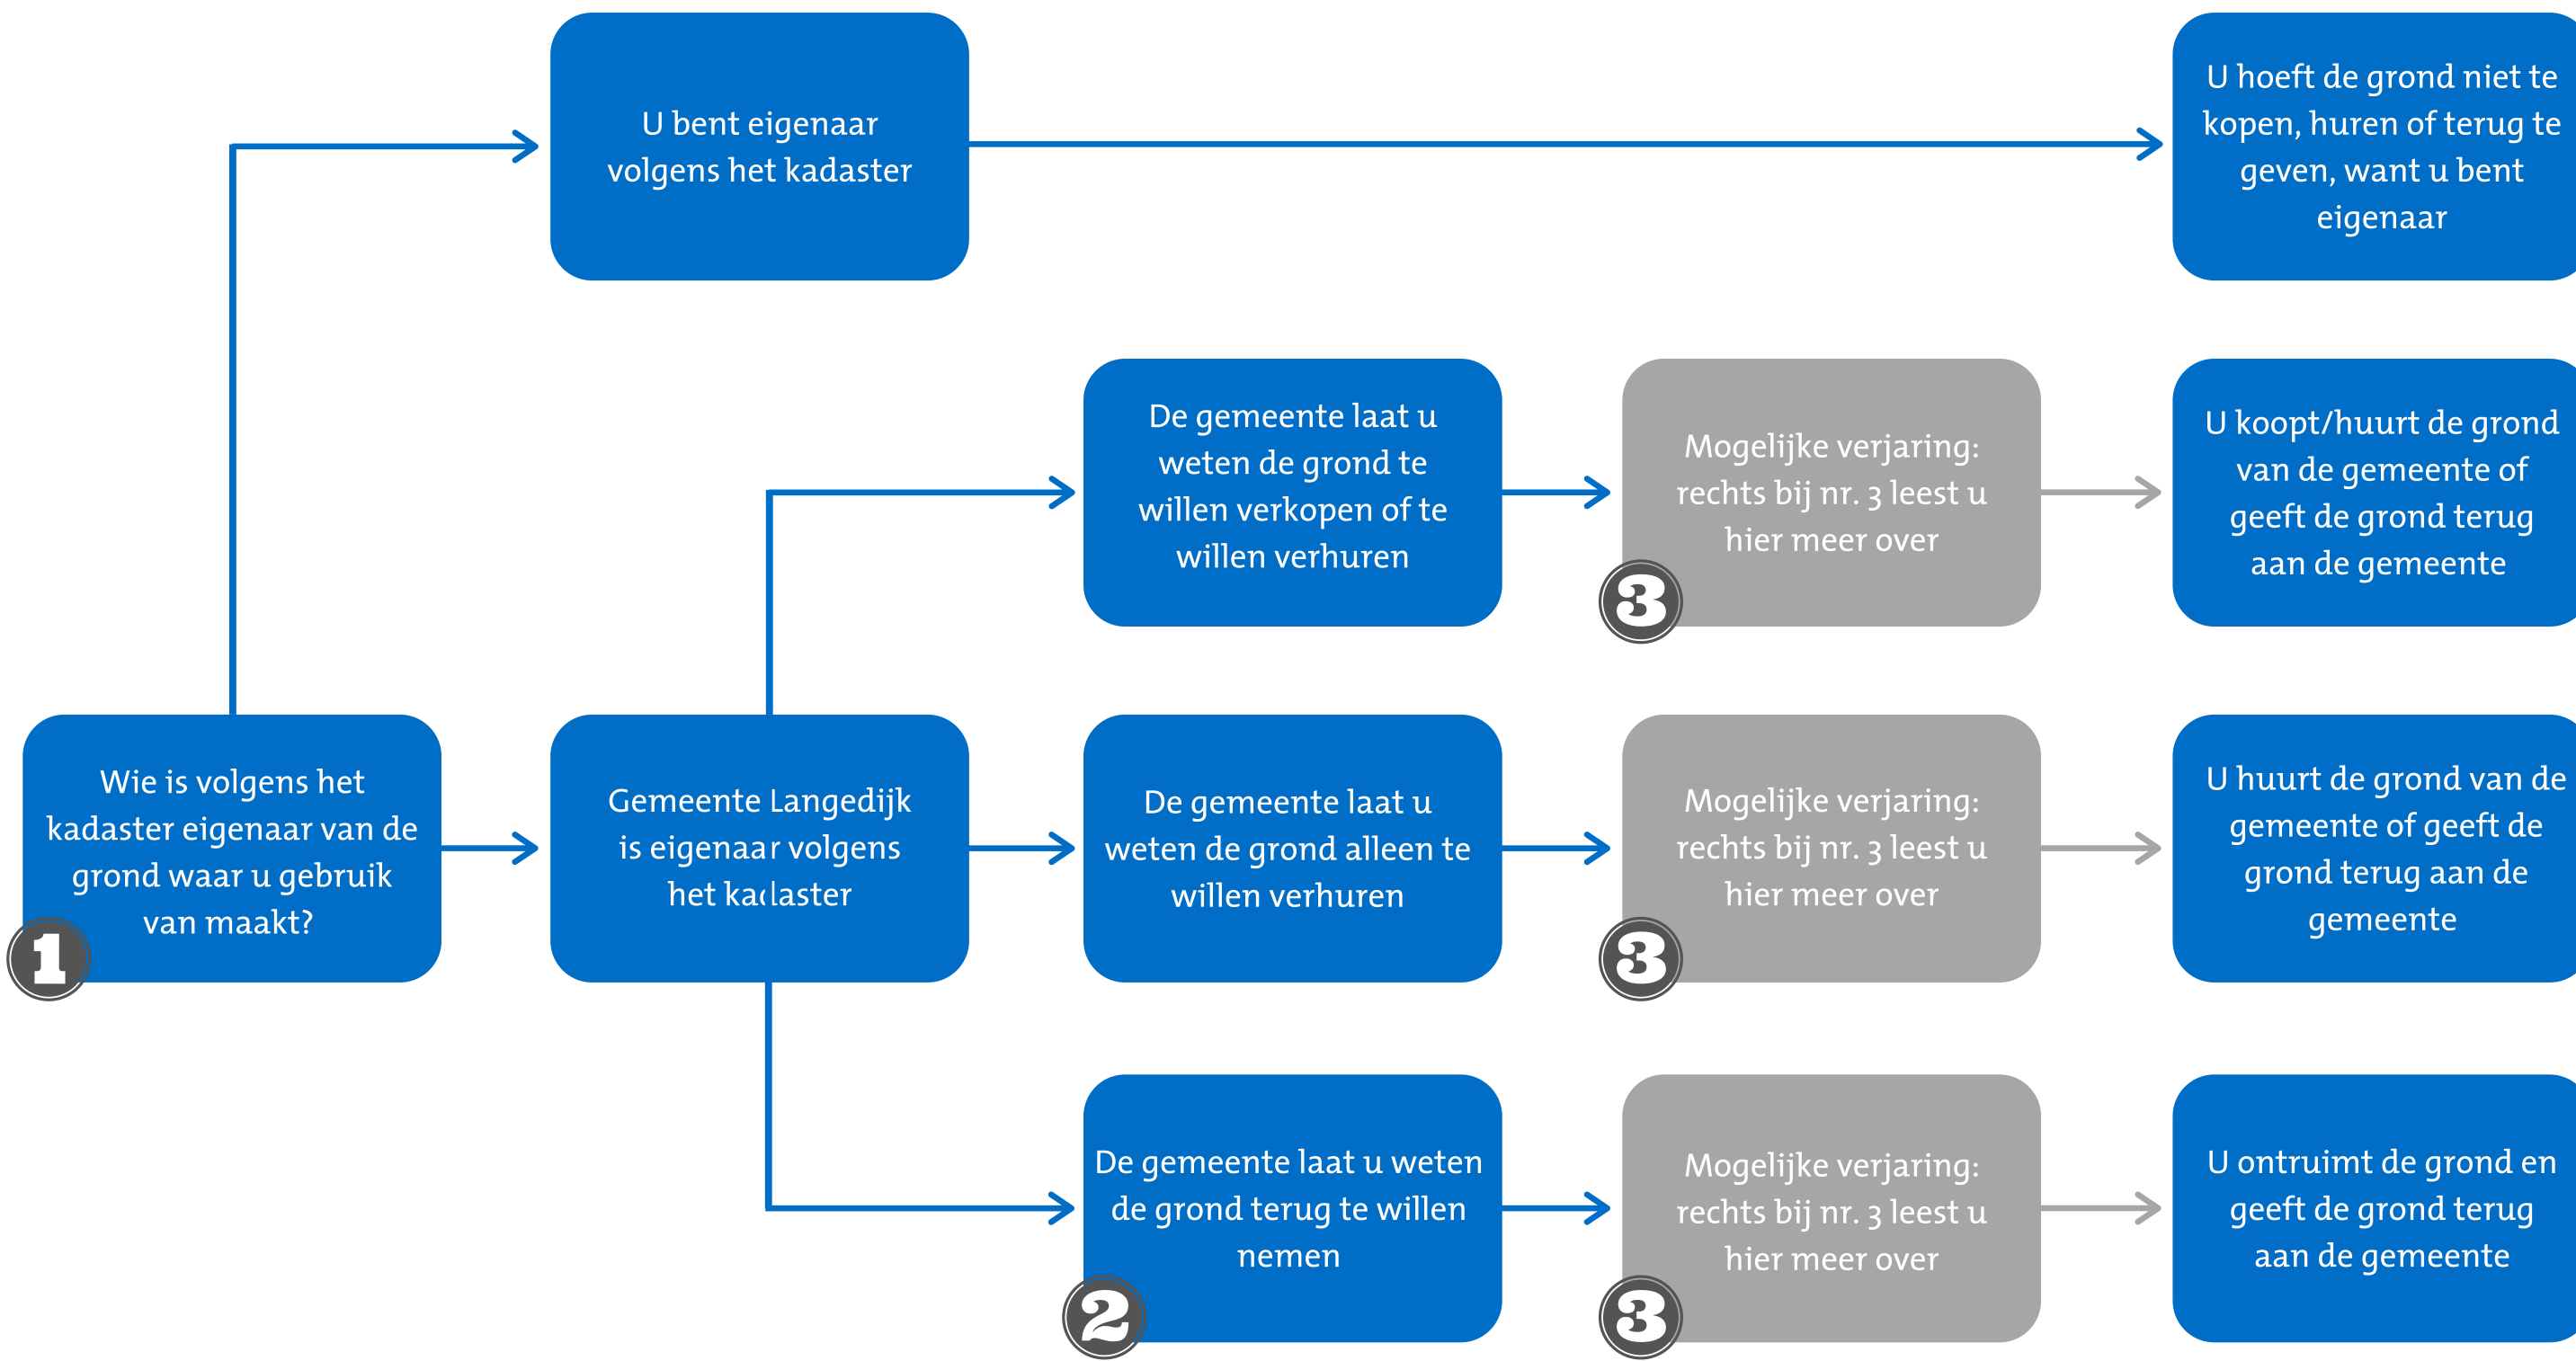 U bent eigenaar
volgens het kadaster
U hoeft de grond niet te
kopen, huren of terug te
geven, want u bent
eigenaar
De gemeente laat u
weten de grond te
willen verkopen of te
willen verhuren
Mogelijke verjaring:
rechts bij nr. 3 leest u
hier meer over
3
U koopt/huurt de grond
van de gemeente of
geeft de grond terug
aan de gemeente
Wie is volgens het
kadaster eigenaar van de
grond waar u gebruik
van maakt?
1
Gemeente Langedijk
is eigenaar volgens
het kadaster
De gemeente laat u
weten de grond alleen te
willen verhuren
Mogelijke verjaring:
rechts bij nr. 3 leest u
hier meer over
3
U huurt de grond van de
gemeente of geeft de
grond terug aan de
gemeente
De gemeente laat u weten
de grond terug te willen
nemen
2
Mogelijke verjaring:
rechts bij nr. 3 leest u
hier meer over
3
U ontruimt de grond en
geeft de grond terug
aan de gemeente